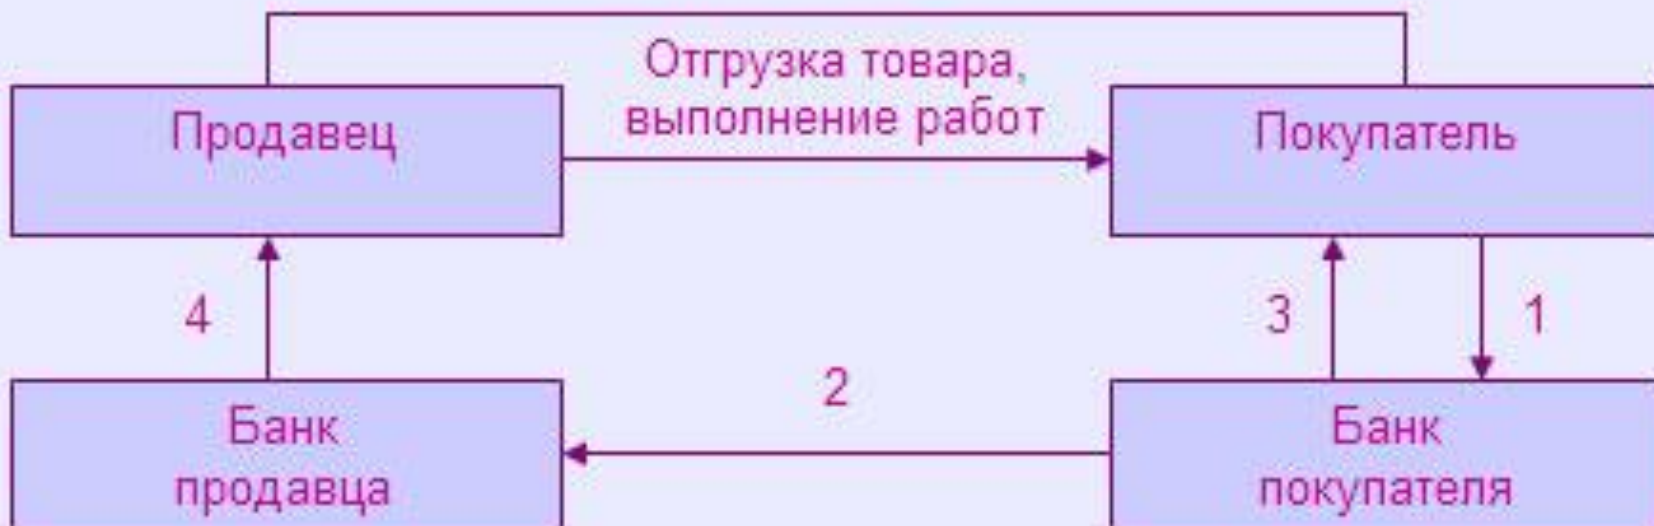 Отгрузка товара,
выполнение работ
Продавец
Покупатель
4
3
1
2
Банк
продавца
Банк
покупателя